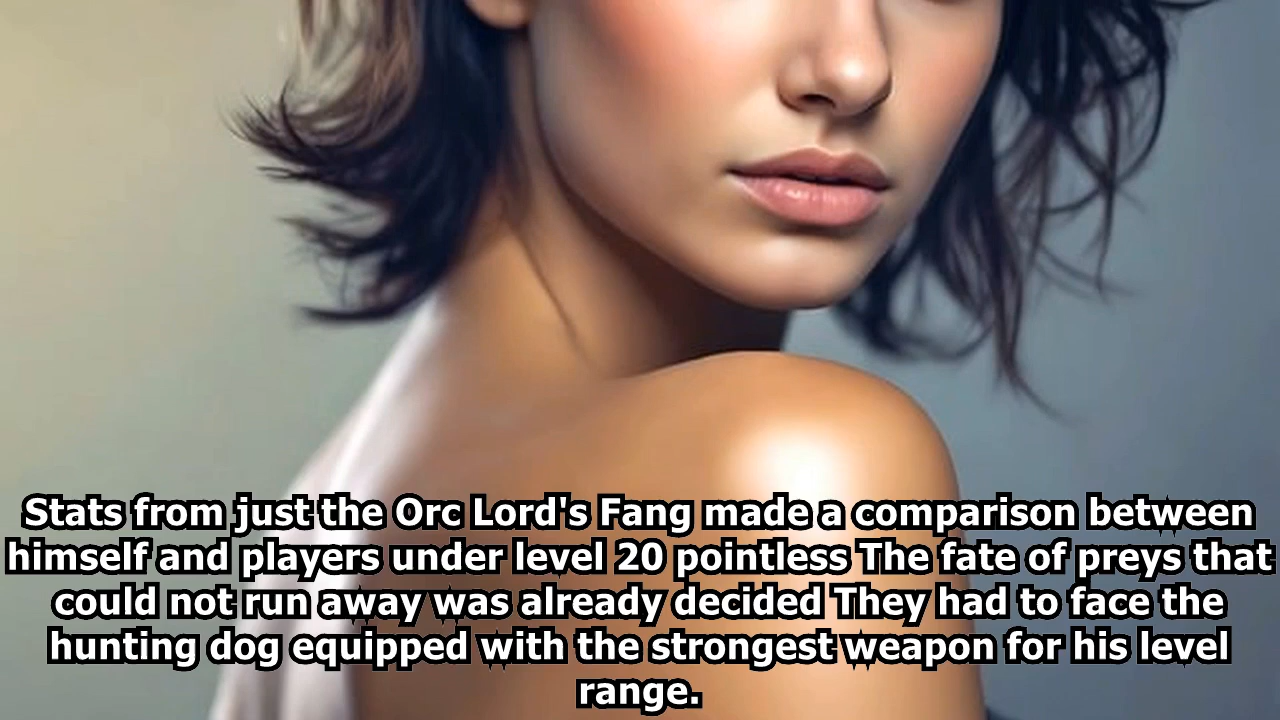 Stats from just the Orc Lord's Fang made a comparison between
himself and players under level 20 pointless The fate of preys that
could not run away was already decided They had to face the
hunting dog equipped with the strongest weapon for his level
range.